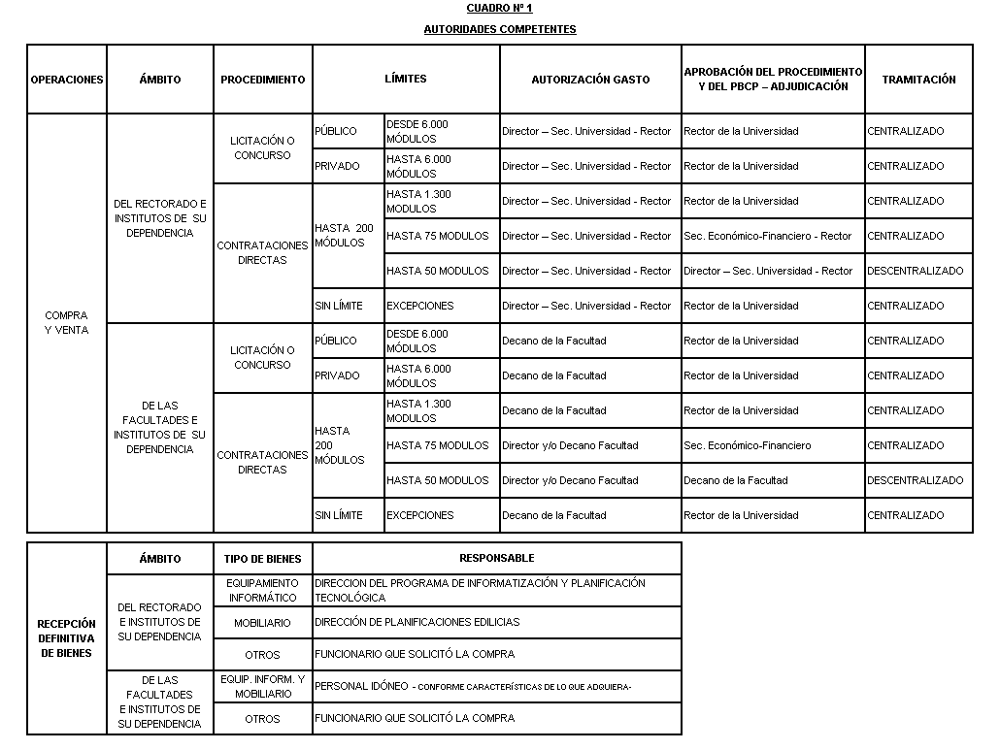 CUADRO Nº 1
AUTORIDADES COMPETENTES
OPERACIONES
ÁMBITO
PROCEDIMIENTO
LÍMITES
AUTORIZACIÓN GASTO
APROBACIÓN DEL PROCEDIMIENTO
Y DEL PBCP – ADJUDICACIÓN
TRAMITACIÓN
COMPRA
Y VENTA
DEL RECTORADO E
INSTITUTOS DE SU
DEPENDENCIA
LICITACIÓN O
CONCURSO
PÚBLICO
DESDE 6.000
MÓDULOS
Director – Sec. Universidad - Rector
Rector de la Universidad
CENTRALIZADO
PRIVADO
HASTA 6.000
MÓDULOS
Director – Sec. Universidad - Rector
Rector de la Universidad
CENTRALIZADO
CONTRATACIONES
DIRECTAS
HASTA 200
MÓDULOS
HASTA 1.300
MODULOS
Director – Sec. Universidad - Rector
Rector de la Universidad
CENTRALIZADO
HASTA 75 MODULOS
Director – Sec. Universidad - Rector
Sec. Económico-Financiero - Rector
CENTRALIZADO
HASTA 50 MODULOS
Director – Sec. Universidad - Rector
Director – Sec. Universidad - Rector
DESCENTRALIZADO
SIN LÍMITE
EXCEPCIONES
Director – Sec. Universidad - Rector
Rector de la Universidad
CENTRALIZADO
DE LAS
FACULTADES E
INSTITUTOS DE SU
DEPENDENCIA
LICITACIÓN O
CONCURSO
PÚBLICO
DESDE 6.000
MÓDULOS
Decano de la Facultad
Rector de la Universidad
CENTRALIZADO
PRIVADO
HASTA 6.000
MÓDULOS
Decano de la Facultad
Rector de la Universidad
CENTRALIZADO
CONTRATACIONES
DIRECTAS
HASTA
200
MÓDULOS
HASTA 1.300
MODULOS
Decano de la Facultad
Rector de la Universidad
CENTRALIZADO
HASTA 75 MODULOS
Director y/o Decano Facultad
Sec. Económico-Financiero
CENTRALIZADO
HASTA 50 MODULOS
Director y/o Decano Facultad
Decano de la Facultad
DESCENTRALIZADO
SIN LÍMITE
EXCEPCIONES
Decano de la Facultad
Rector de la Universidad
CENTRALIZADO
RECEPCIÓN
DEFINITIVA
DE BIENES
ÁMBITO
TIPO DE BIENES
RESPONSABLE
DEL RECTORADO
E INSTITUTOS DE
SU DEPENDENCIA
EQUIPAMIENTO
INFORMÁTICO
DIRECCION DEL PROGRAMA DE INFORMATIZACIÓN Y PLANIFICACIÓN
TECNOLÓGICA
MOBILIARIO
DIRECCIÓN DE PLANIFICACIONES EDILICIAS
OTROS
FUNCIONARIO QUE SOLICITÓ LA COMPRA
DE LAS
FACULTADES
E INSTITUTOS DE
SU DEPENDENCIA
EQUIP. INFORM. Y
MOBILIARIO
PERSONAL IDÓNEO - CONFORME CARACTERÍSTICAS DE LO QUE ADQUIERA-
OTROS
FUNCIONARIO QUE SOLICITÓ LA COMPRA